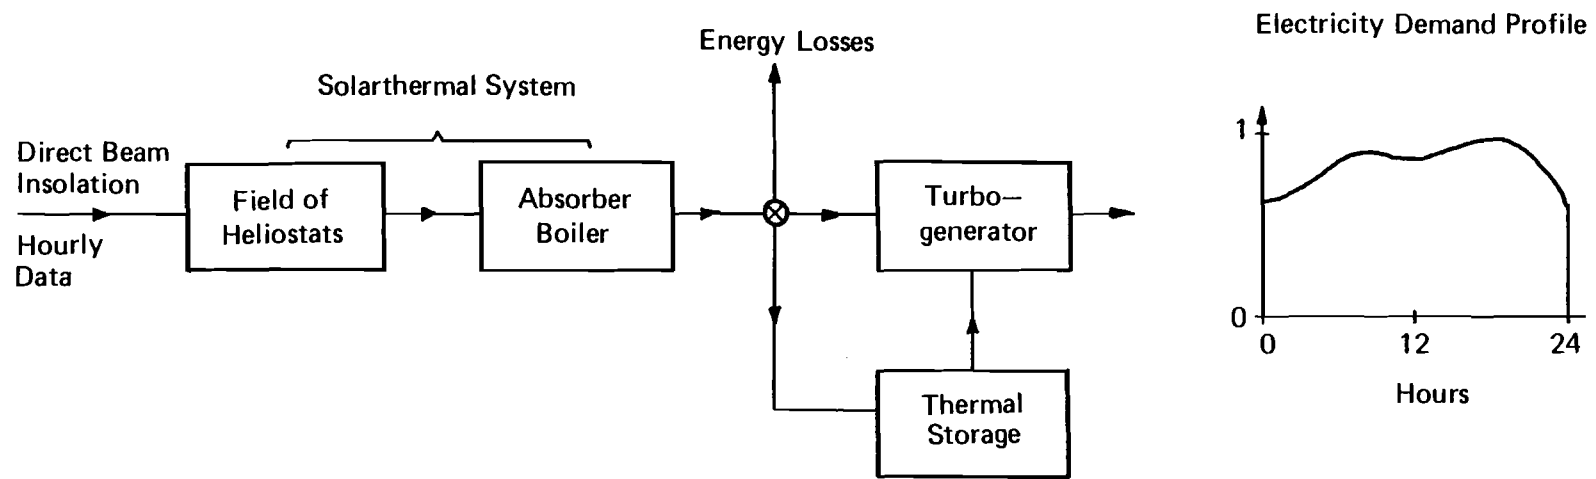 Electricity Demand Profile
Energy Losses
Solarthermal System
Direct Beam
Insolation
Hourly
Data
Field of
Heliostats
Absorber
Boiler
Turbo—
generator
Thermal
Storage
1
0
0 12 24
Hours